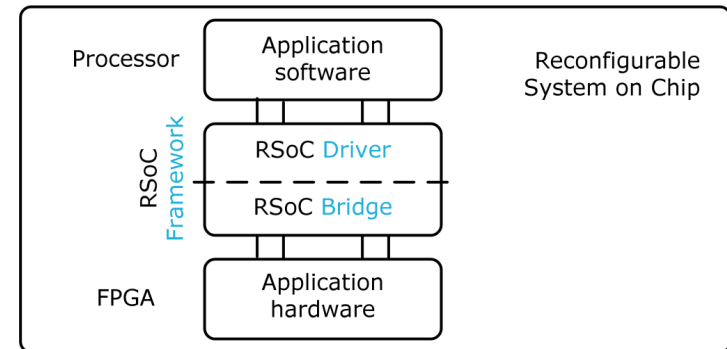 Processor
Application
software
Reconfigurable
System on Chip
RSoC
Framework
RSoC Driver
RSoC Bridge
FPGA
Application
hardware